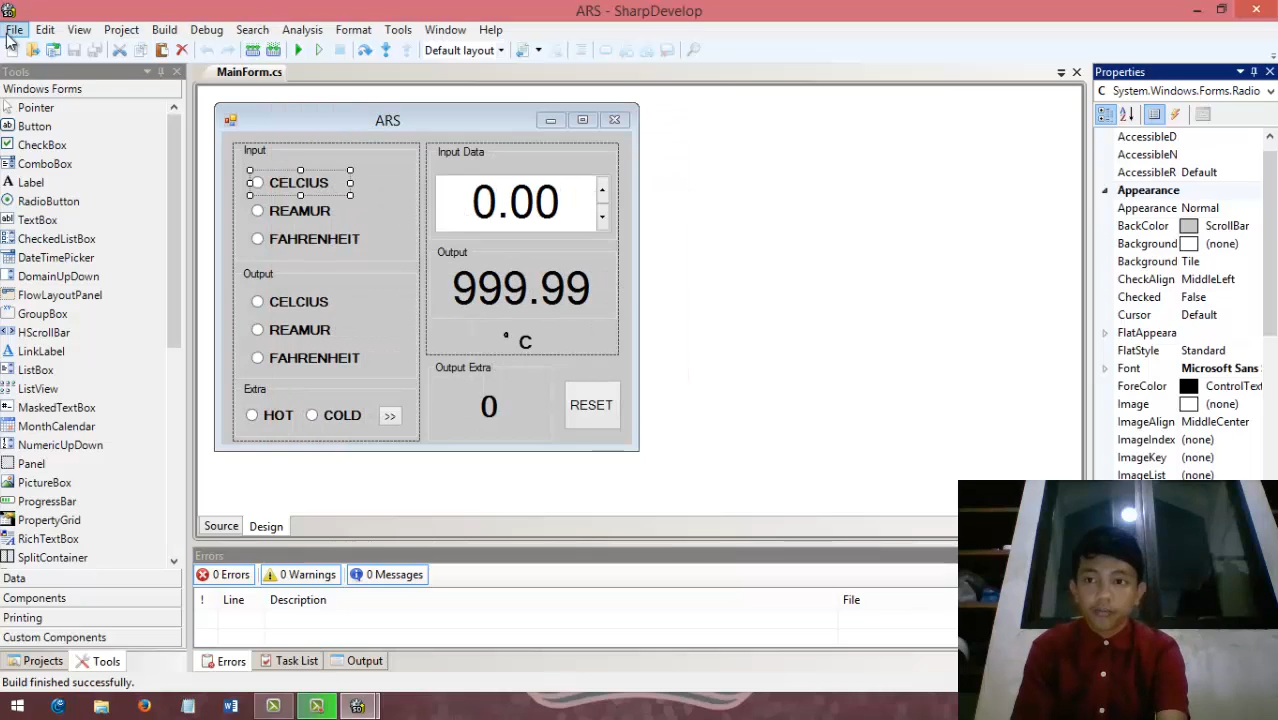 ARS - SharpDevelop
File Edit View Project Build Debug Search Analysis Format Tools Window Help
Default layout
Tools
Windows Forms
Pointer
Button
CheckBox
ComboBox
Label
RadioButton
TextBox
CheckedListBox
DateTimePicker
DomainUpDown
FlowLayoutPanel
GroupBox
HScrollBar
LinkLabel
ListBox
ListView
MaskedTextBox
MonthCalendar
NumericUpDown
Panel
PictureBox
ProgressBar
PropertyGrid
RichTextBox
SplitContainer
Data
Components
Printing
Custom Components
Projects Tools
Build finished successfully.
MainForm.cs
ARS
Input
CELCIUS
REAMUR
FAHRENHEIT
Output
CELCIUS
REAMUR
FAHRENHEIT
Extra
HOT COLD >>
Input Data
0.00
Output
999.99
° C
Output Extra
0
RESET
Source Design
Errors
0 Errors 0 Warnings 0 Messages
! Line Description File
Errors Task List Output
Properties
C System.Windows.Forms.Radio
AccessibleD
AccessibleN
AccessibleR Default
Appearance
Appearance Normal
BackColor ScrollBar
Background (none)
Background Tile
CheckAlign MiddleLeft
Checked False
Cursor Default
FlatAppeara
FlatStyle Standard
Font Microsoft Sans
ForeColor ControlText
Image (none)
ImageAlign MiddleCenter
ImageIndex (none)
ImageKey (none)
ImageList (none)